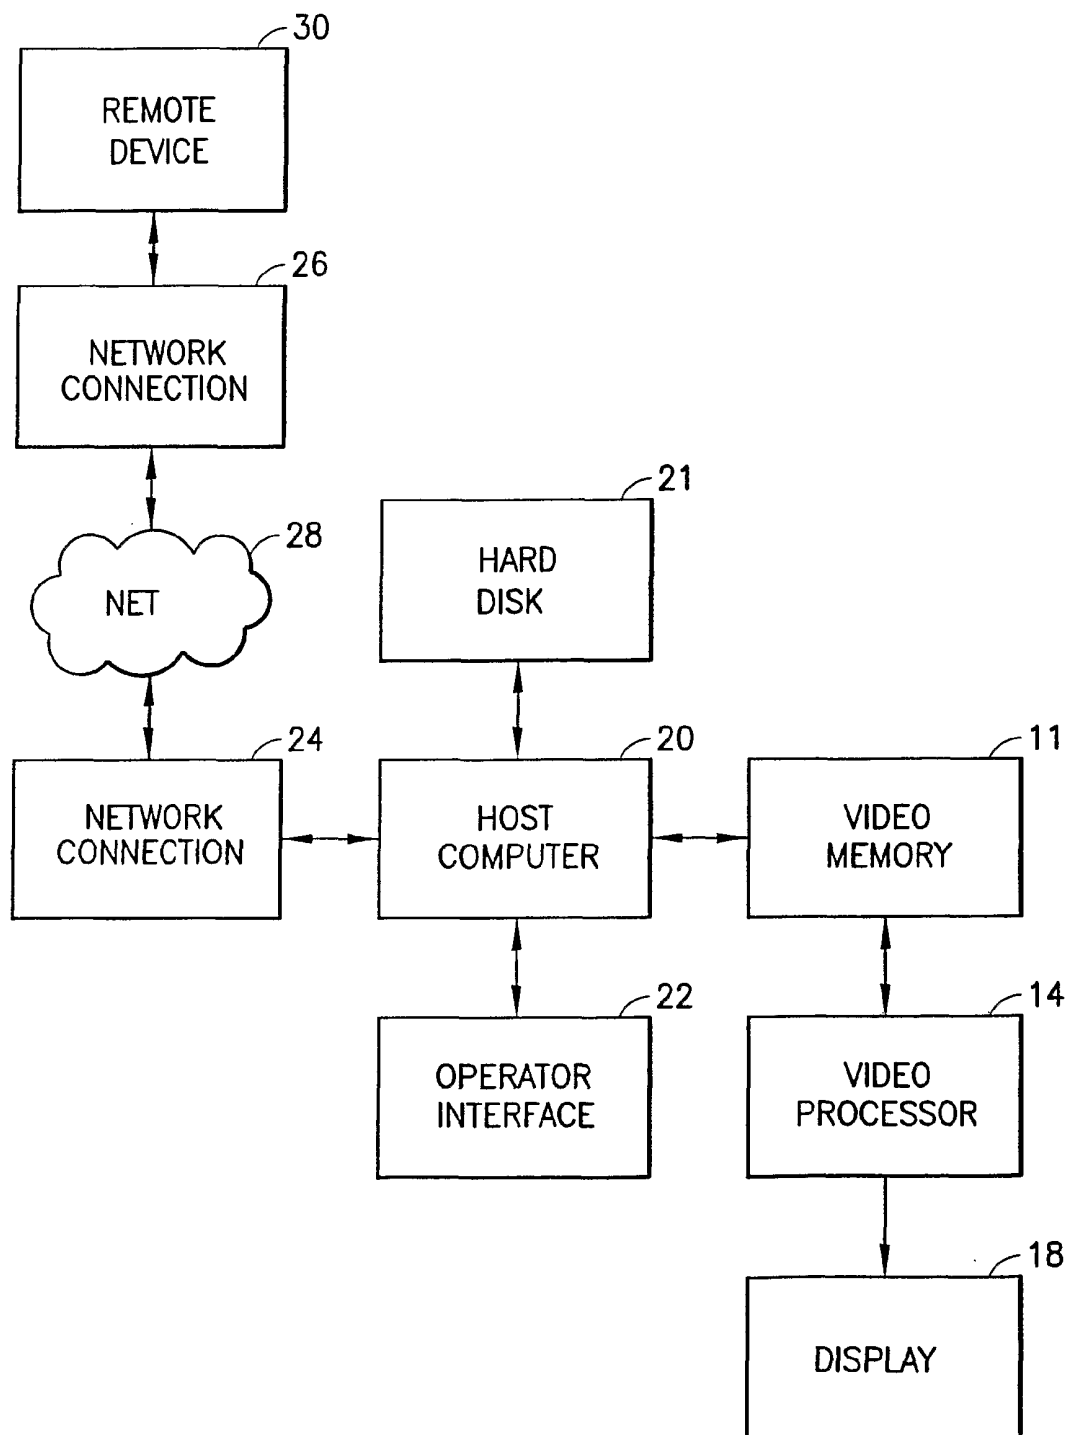 30
REMOTE
DEVICE
26
NETWORK
CONNECTION
28
NET
21
HARD
DISK
24
NETWORK
CONNECTION
20
HOST
COMPUTER
11
VIDEO
MEMORY
22
OPERATOR
INTERFACE
14
VIDEO
PROCESSOR
18
DISPLAY